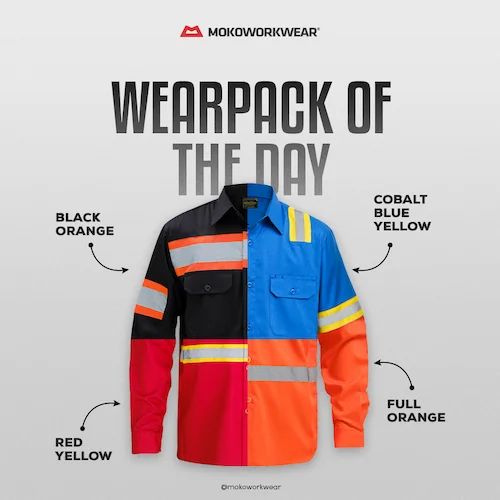 MOKOWORKWEAR®
WEARPACK OF
THE DAY
BLACK
ORANGE
COBALT
BLUE
YELLOW
RED
YELLOW
FULL
ORANGE
@mokoworkwear